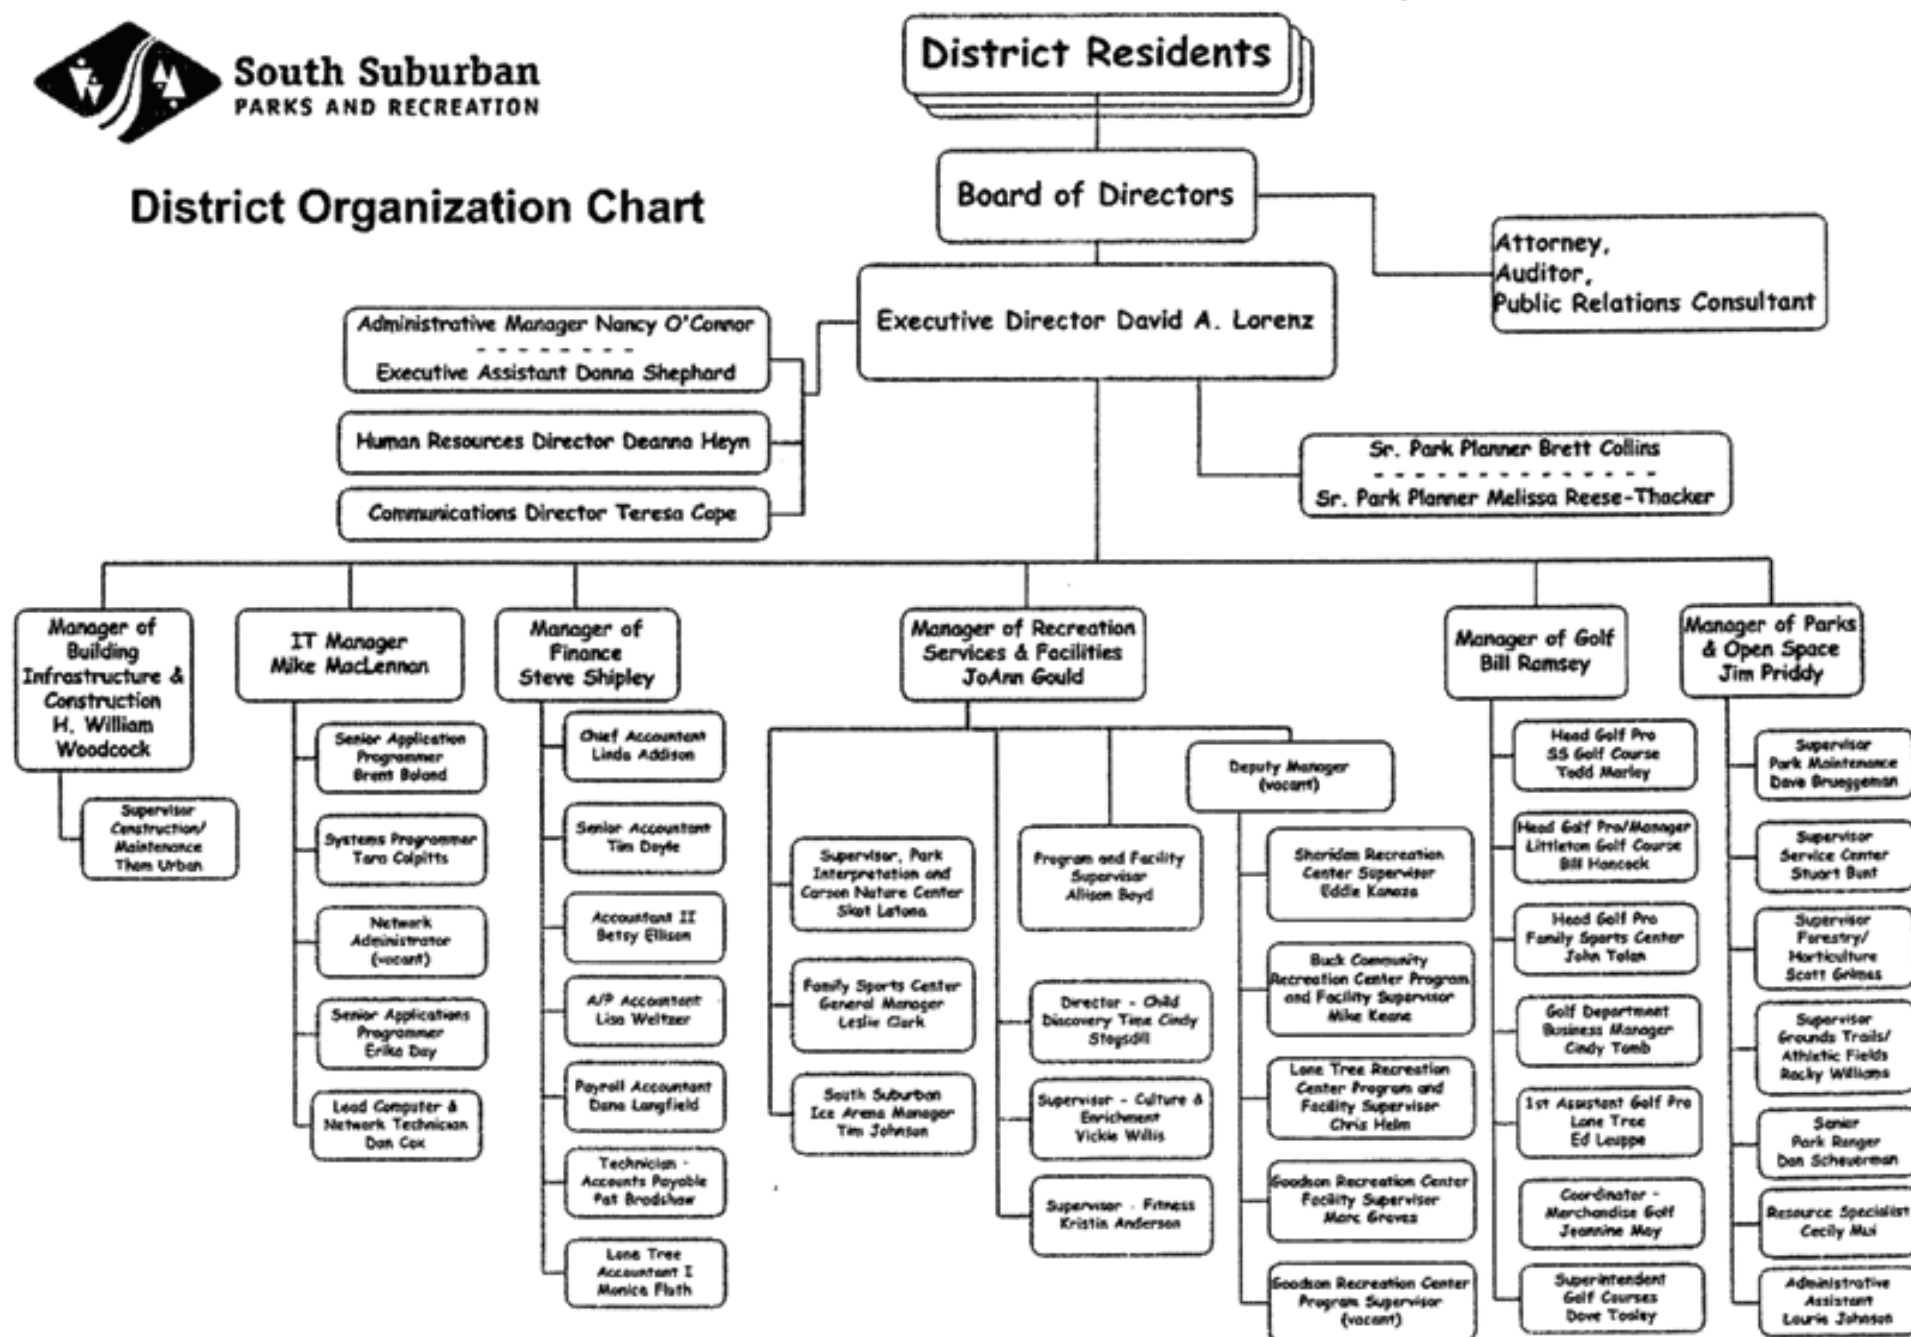 South Suburban
PARKS AND RECREATION
District Organization Chart
District Residents
Board of Directors
Attorney,
Auditor,
Public Relations Consultant
Executive Director David A. Lorenz
Administrative Manager Nancy O'Connor
Executive Assistant Donna Shephard
Human Resources Director Deanna Heyn
Communications Director Teresa Cope
Sr. Park Planner Brett Collins
Sr. Park Planner Melissa Reese-Thacker
Manager of
Building
Infrastructure &
Construction
H. William
Woodcock
Supervisor
Construction/
Maintenance
Thom Urban
IT Manager
Mike MacLennan
Senior Application
Programmer
Brent Boland
Systems Programmer
Tara Colpitts
Network
Administrator
(vacant)
Senior Applications
Programmer
Erika Day
Lead Computer &
Network Technician
Dan Cox
Manager of
Finance
Steve Shipley
Chief Accountant
Linda Addison
Senior Accountant
Tim Doyle
Accountant II
Betsy Ellison
A/P Accountant
Lisa Weltzer
Payroll Accountant
Dana Langfield
Technician -
Accounts Payable
Pat Bradshaw
Lone Tree
Accountant I
Monica Fluth
Manager of Recreation
Services & Facilities
JoAnn Gould
Supervisor, Park
Interpretation and
Carson Nature Center
Skot Latona
Family Sports Center
General Manager
Leslie Clark
South Suburban
Ice Arena Manager
Tim Johnson
Program and Facility
Supervisor
Allison Boyd
Director - Child
Discovery Time Cindy
Stogsdill
Supervisor - Culture &
Enrichment
Vickie Willis
Supervisor - Fitness
Kristin Anderson
Deputy Manager
(vacant)
Sheridan Recreation
Center Supervisor
Eddie Kanoza
Buck Community
Recreation Center Program
and Facility Supervisor
Mike Keane
Lone Tree Recreation
Center Program and
Facility Supervisor
Chris Helm
Goodson Recreation Center
Facility Supervisor
Marc Graves
Goodson Recreation Center
Program Supervisor
(vacant)
Manager of Golf
Bill Ramsey
Head Golf Pro
SS Golf Course
Todd Marley
Head Golf Pro/Manager
Littleton Golf Course
Bill Hancock
Head Golf Pro
Family Sports Center
John Tolan
Golf Department
Business Manager
Cindy Tomb
1st Assistant Golf Pro
Lone Tree
Ed Leuppe
Coordinator -
Merchandise Golf
Jeannine May
Superintendent
Golf Courses
Dave Tooley
Manager of Parks
& Open Space
Jim Priddy
Supervisor
Park Maintenance
Dave Brueggeman
Supervisor
Service Center
Stuart Bunt
Supervisor
Forestry/
Horticulture
Scott Grimes
Supervisor
Grounds Trails/
Athletic Fields
Rocky Williams
Senior
Park Ranger
Dan Scheuerman
Resource Specialist
Cecily Mui
Administrative
Assistant
Laurie Johnson